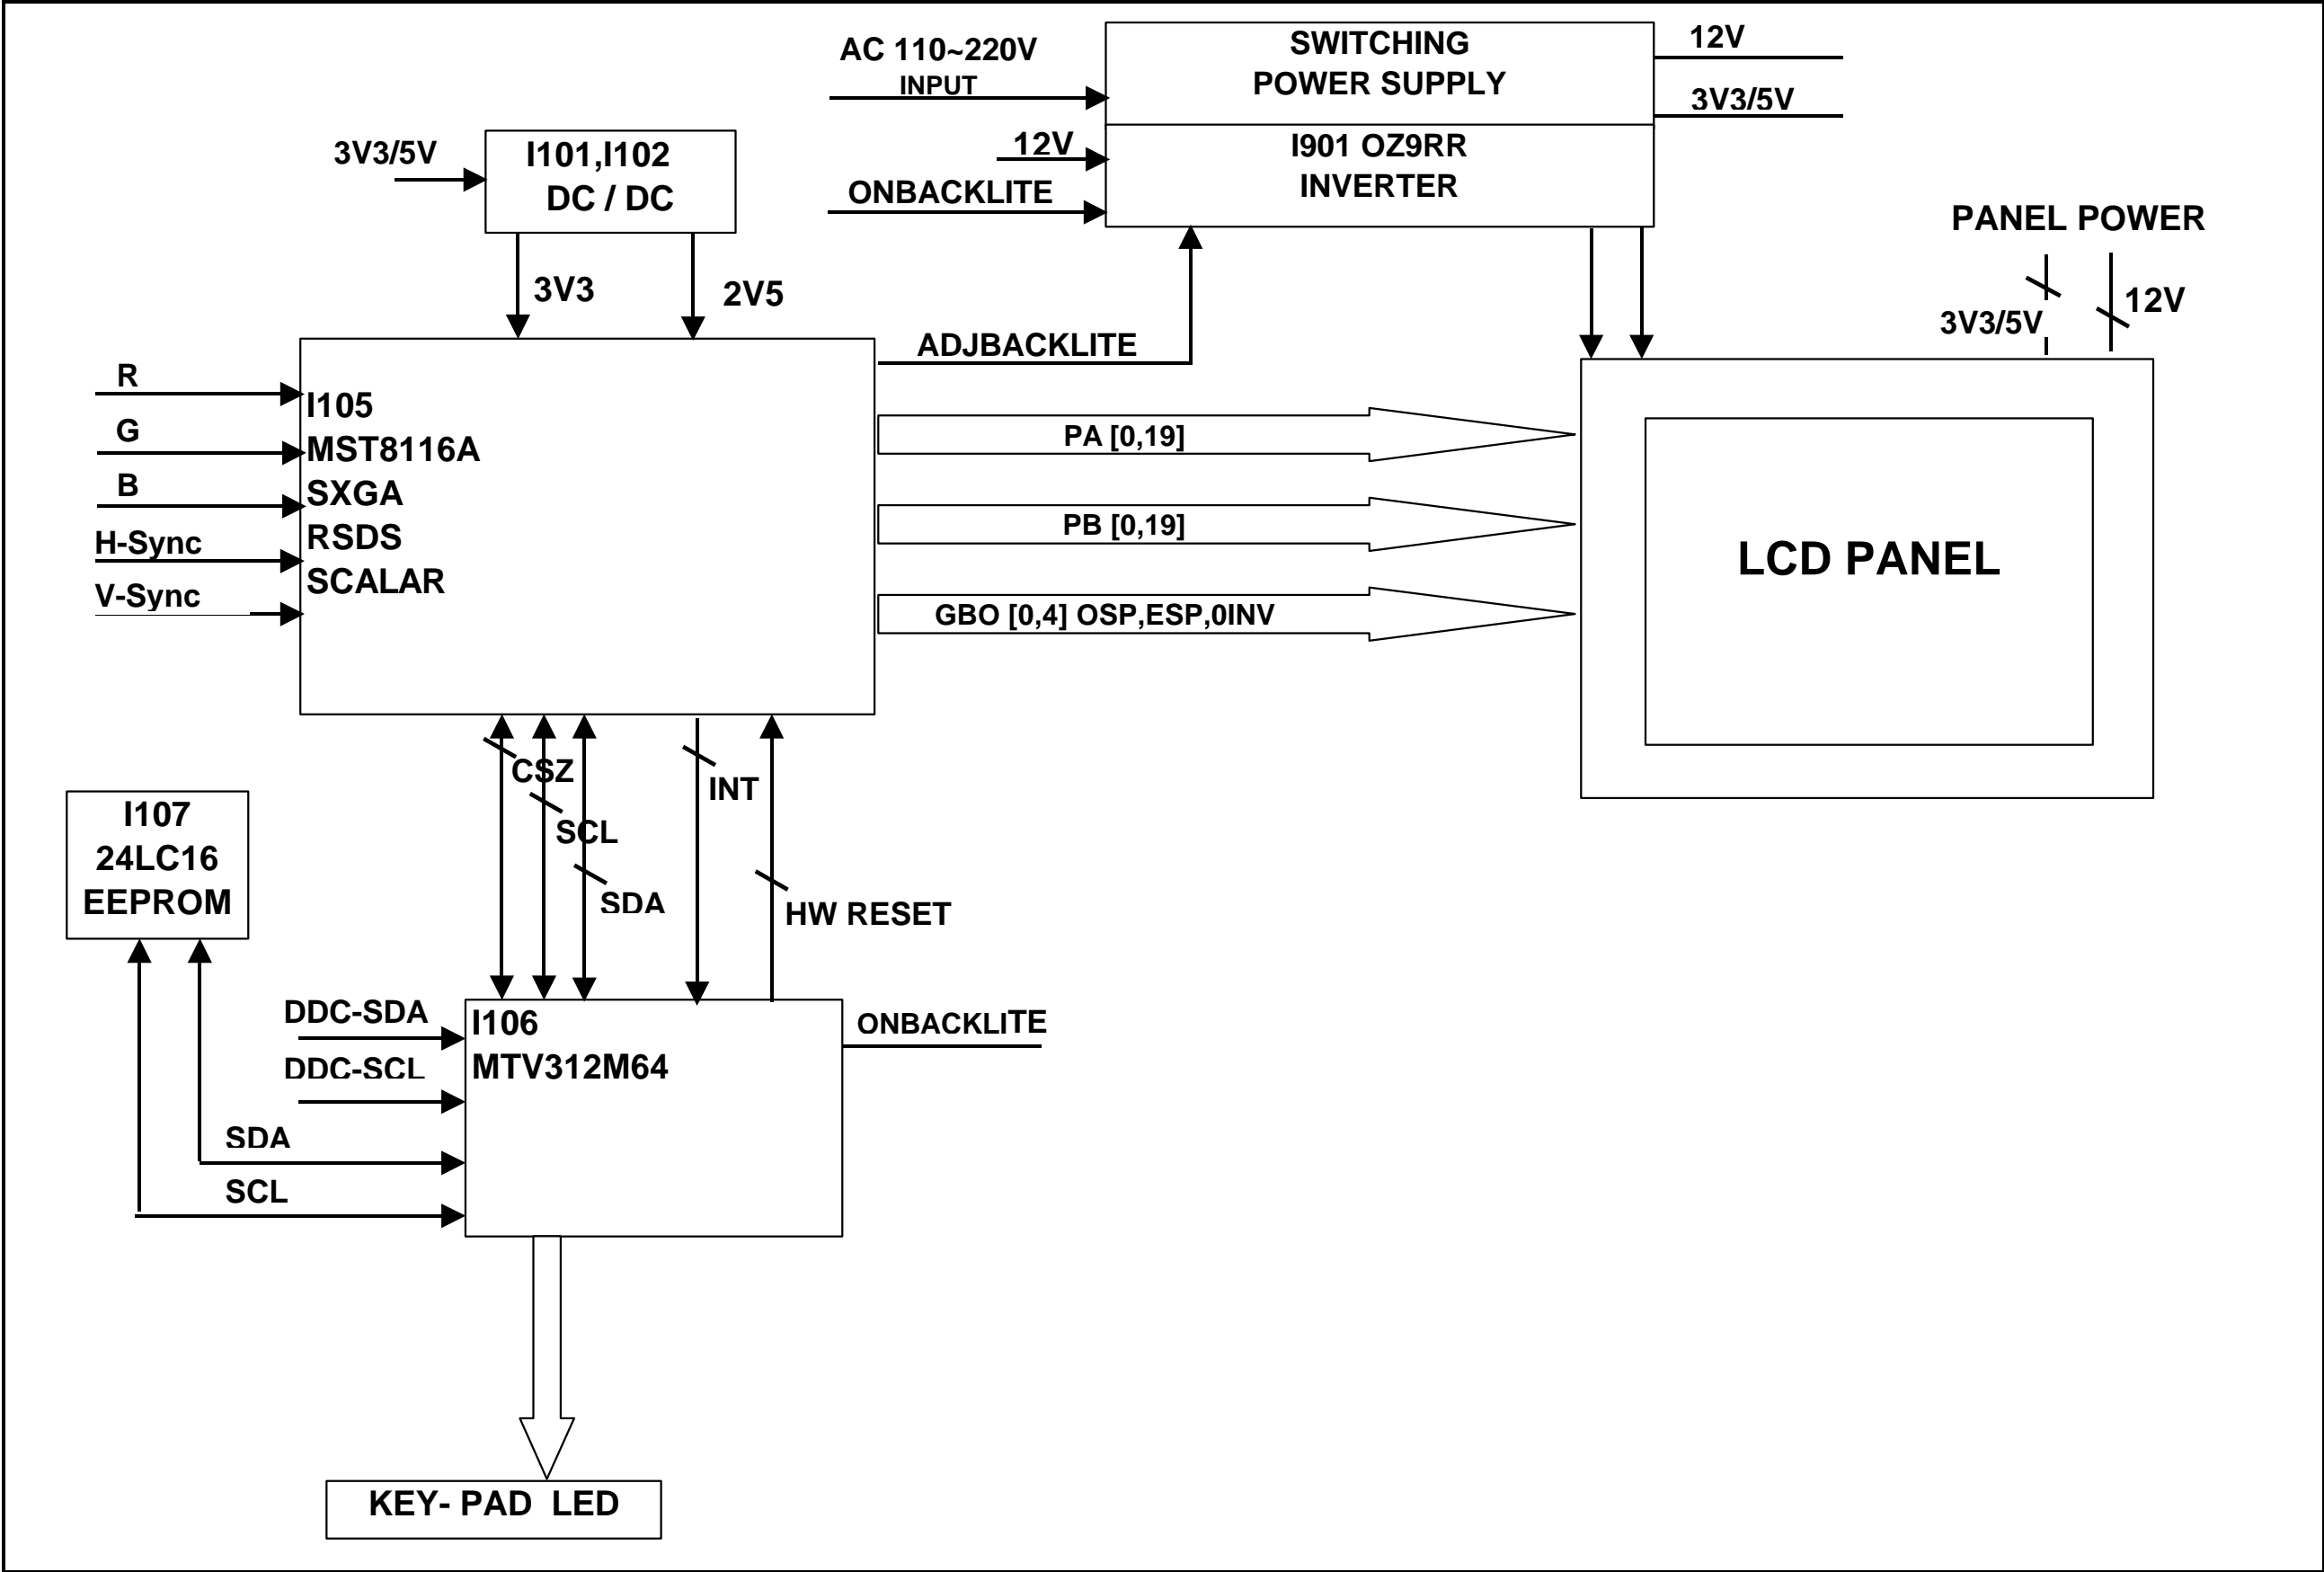 AC 110~220V
INPUT
SWITCHING
POWER SUPPLY
12V
3V3/5V
12V
ONBACKLITE
I901 OZ9RR
INVERTER
3V3/5V
I101,I102
DC / DC
3V3
2V5
PANEL POWER
3V3/5V
12V
ADJBACKLITE
R
G
B
H-Sync
V-Sync
I105
MST8116A
SXGA
RSDS
SCALAR
PA [0,19]
PB [0,19]
GBO [0,4] OSP,ESP,0INV
LCD PANEL
CSZ
SCL
SDA
INT
HW RESET
I107
24LC16
EEPROM
DDC-SDA
DDC-SCL
SDA
SCL
I106
MTV312M64
ONBACKLITE
KEY- PAD LED